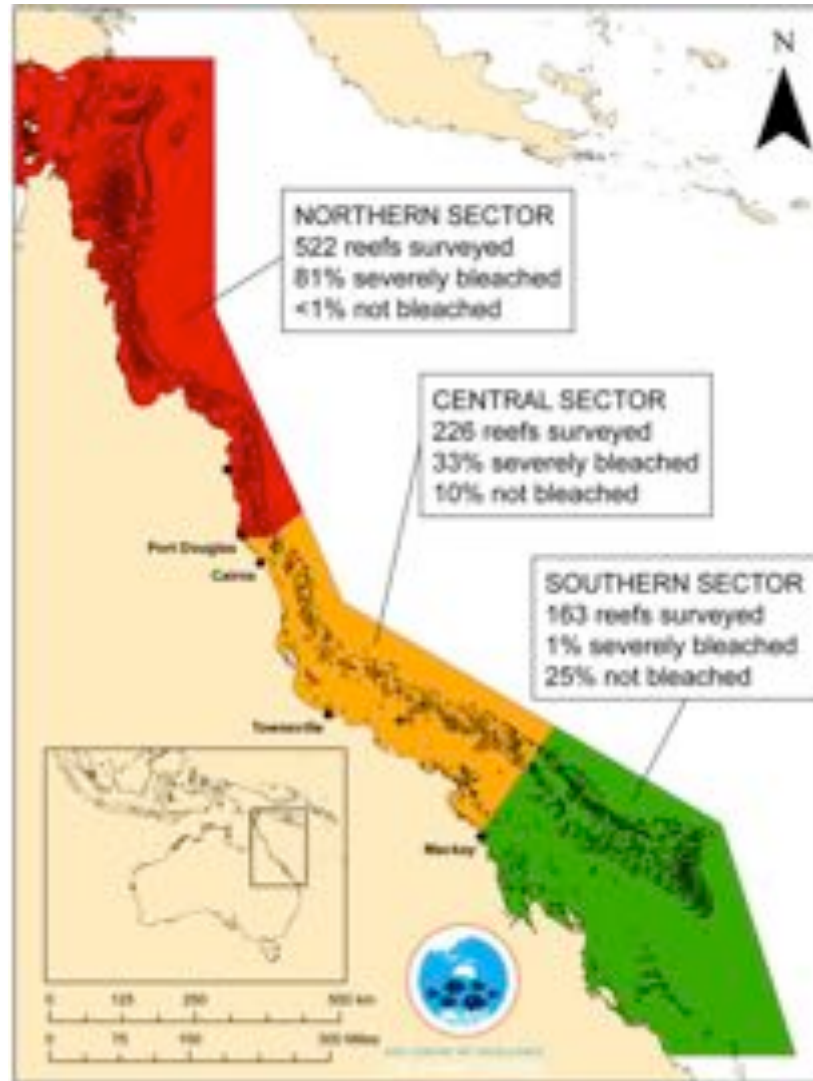 N
NORTHERN SECTOR
522 reefs surveyed
81% severely bleached
<1% not bleached
CENTRAL SECTOR
226 reefs surveyed
33% severely bleached
10% not bleached
SOUTHERN SECTOR
163 reefs surveyed
1% severely bleached
25% not bleached
Port Douglas
Cairns
Townsville
Mackay
0 125 250 500 km
0 75 150 300 Miles